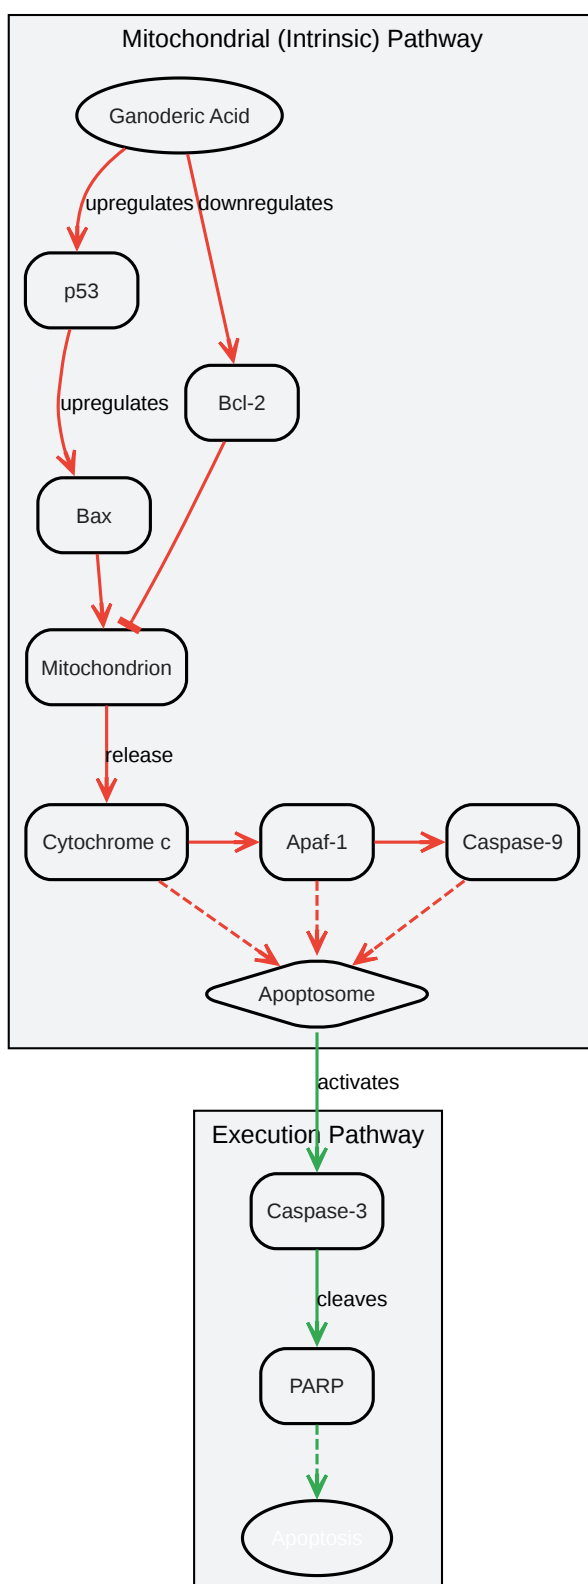 Mitochondrial (Intrinsic) Pathway
Ganoderic Acid
upregulates
downregulates
p53
Bcl-2
upregulates
Bax
Mitochondrion
release
Cytochrome c
Apaf-1
Caspase-9
Apoptosome
activates
Execution Pathway
Caspase-3
cleaves
PARP
Apoptosis